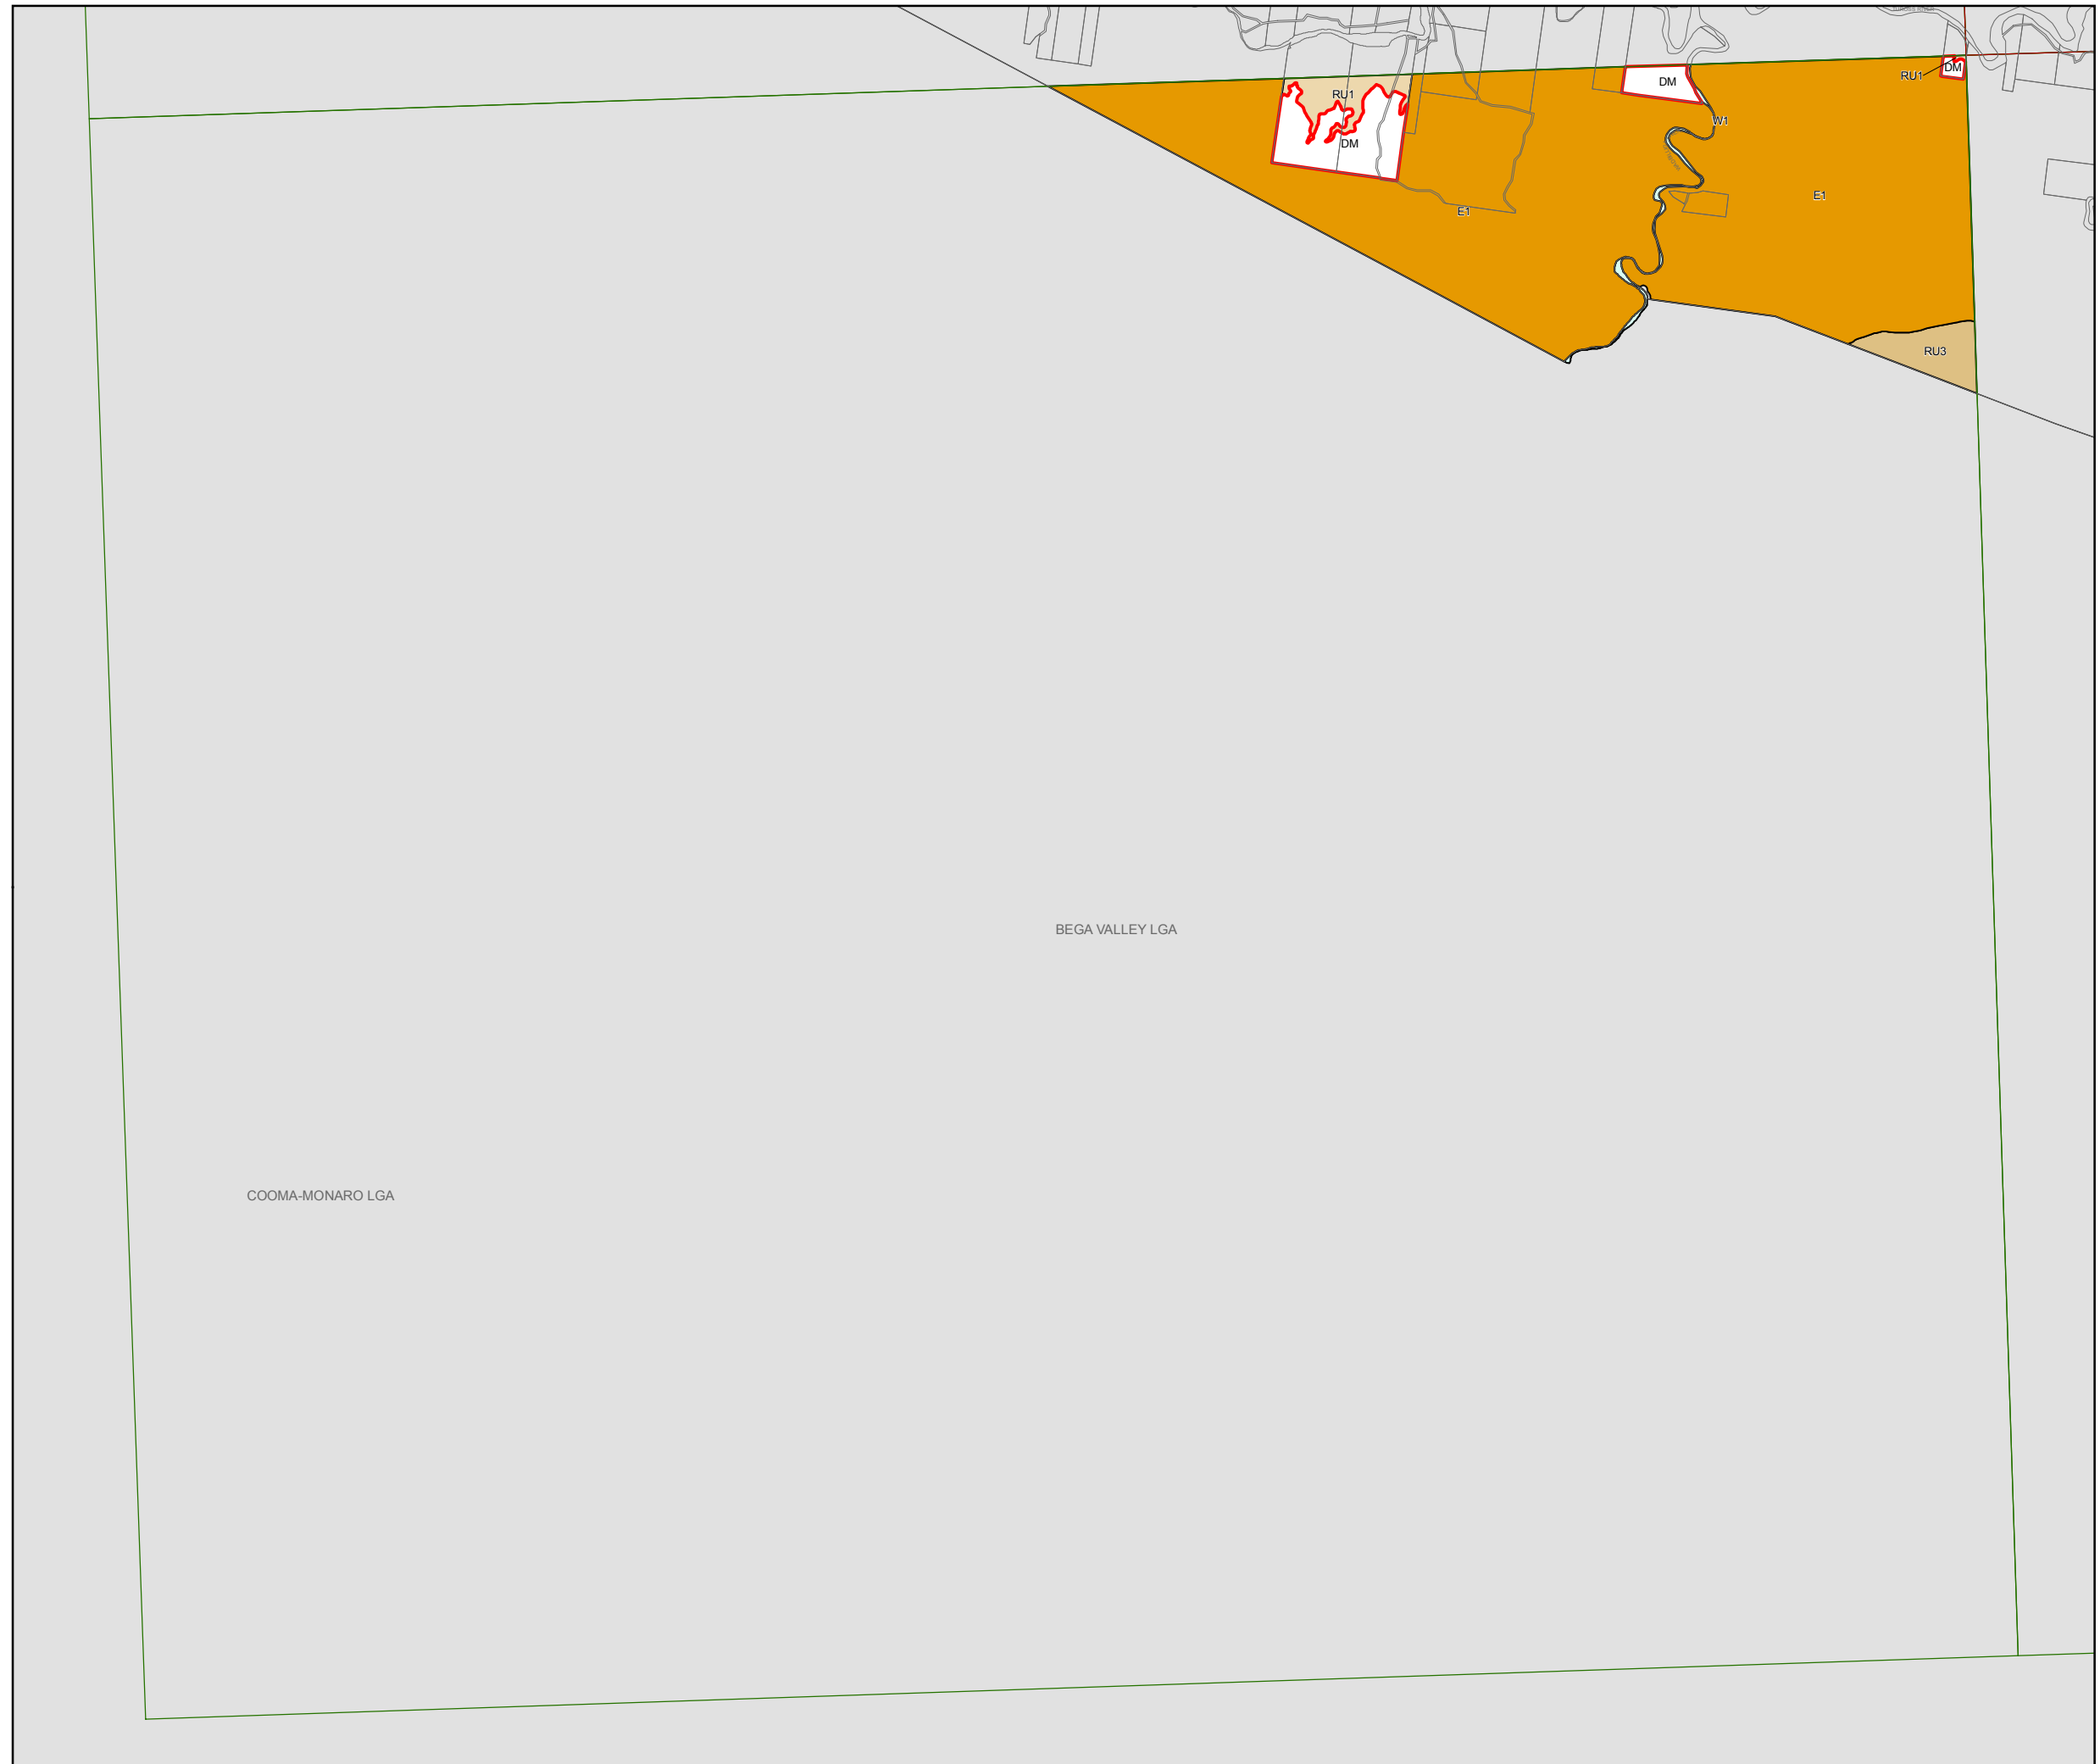 RU1
DM
RU1
DM
DM
W1
E1
E1
RU3
BEGA VALLEY LGA
COOMA-MONARO LGA